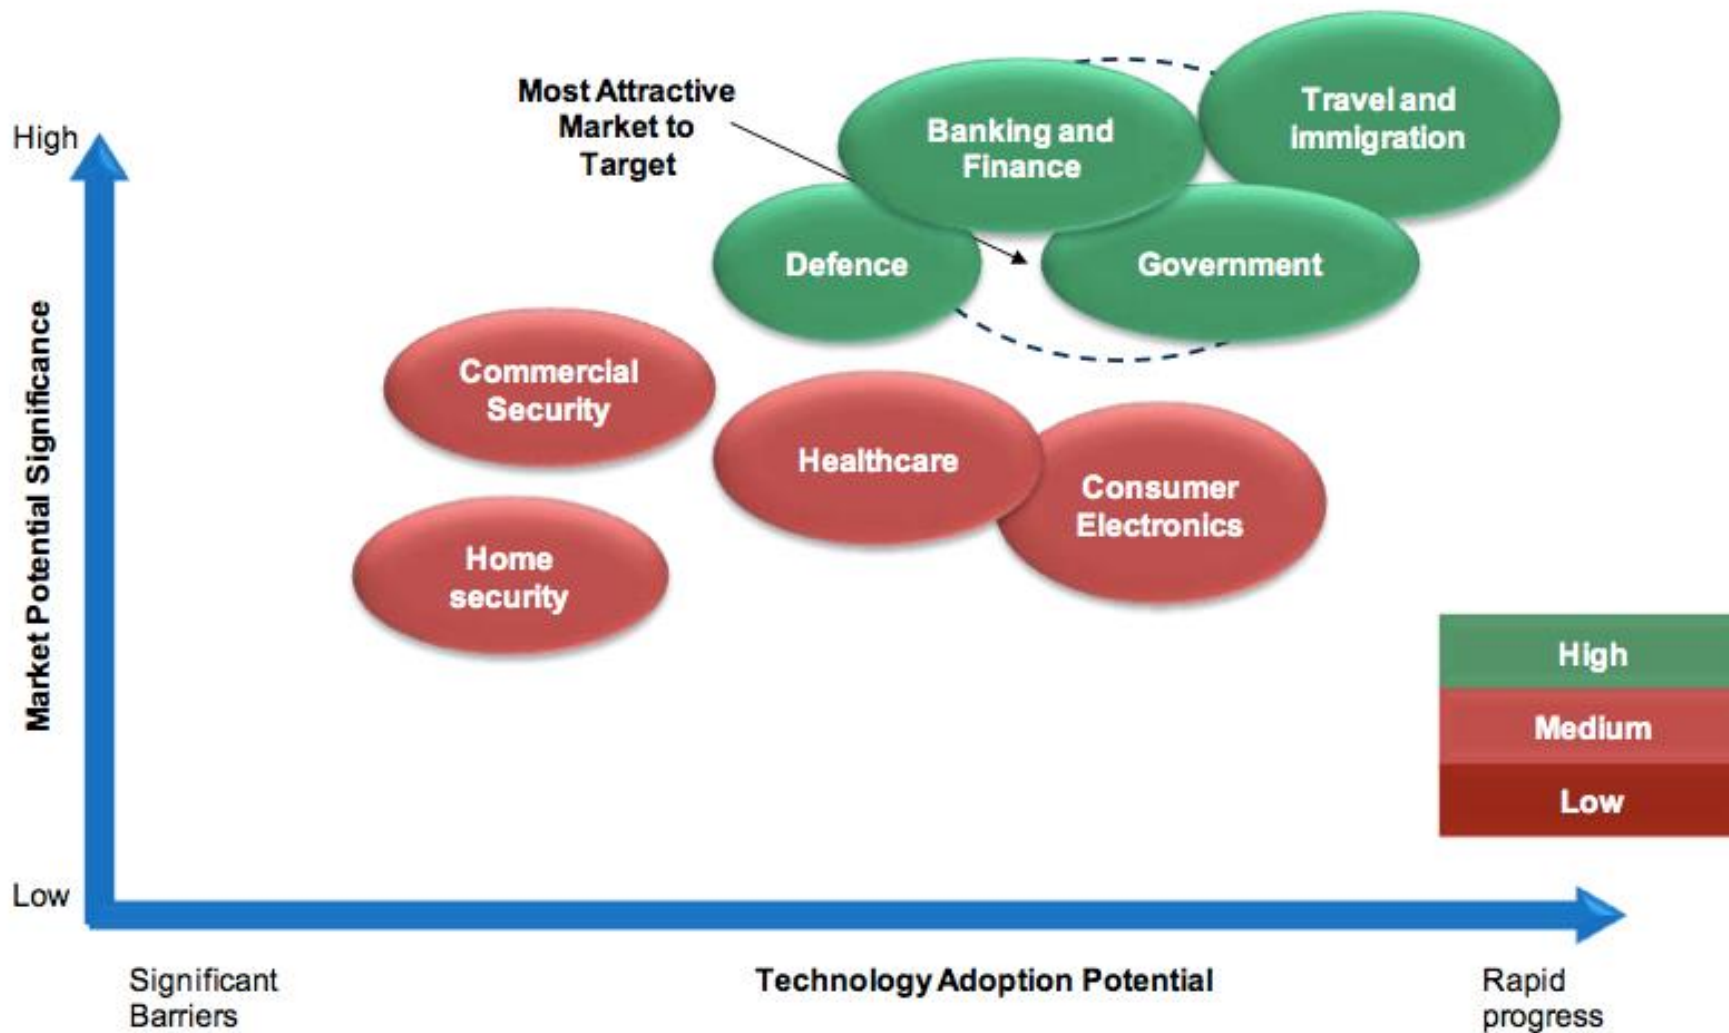 Most Attractive
Market to
Target
High
Banking and
Finance
Travel and
immigration
Defence
Government
Commercial
Security
Healthcare
Consumer
Electronics
Home
security
Market Potential Significance
High
Medium
Low
Low
Significant
Barriers
Technology Adoption Potential
Rapid
progress